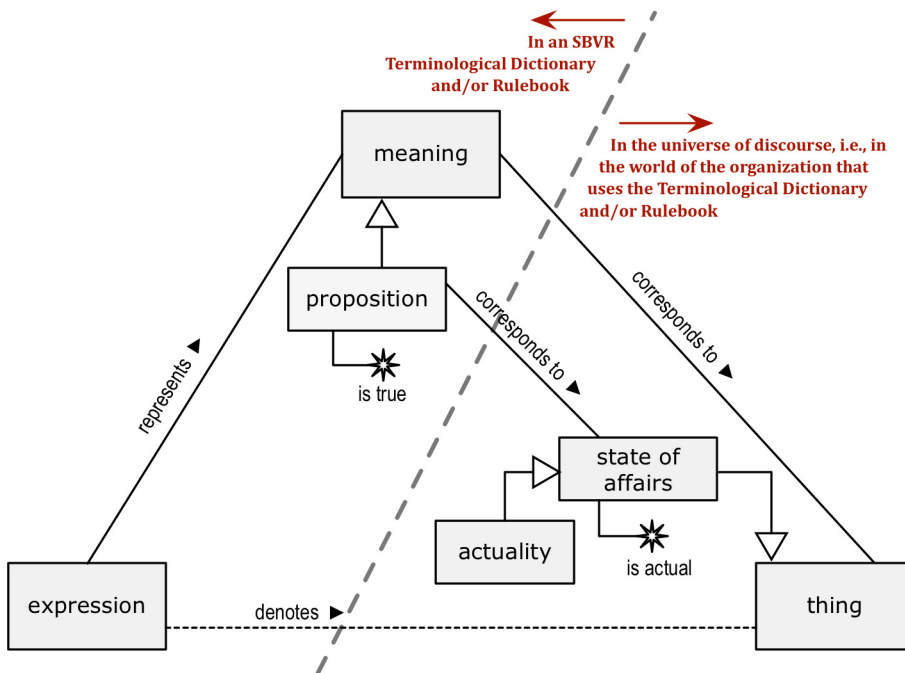 In an SBVR
Terminological Dictionary
and/or Rulebook
In the universe of discourse, i.e., in
the world of the organization that
uses the Terminological Dictionary
and/or Rulebook
meaning
proposition
corresponds to ▶
corresponds to ▶
represents ▶
is true
state of
affairs
actuality
is actual
expression
denotes ▶
thing